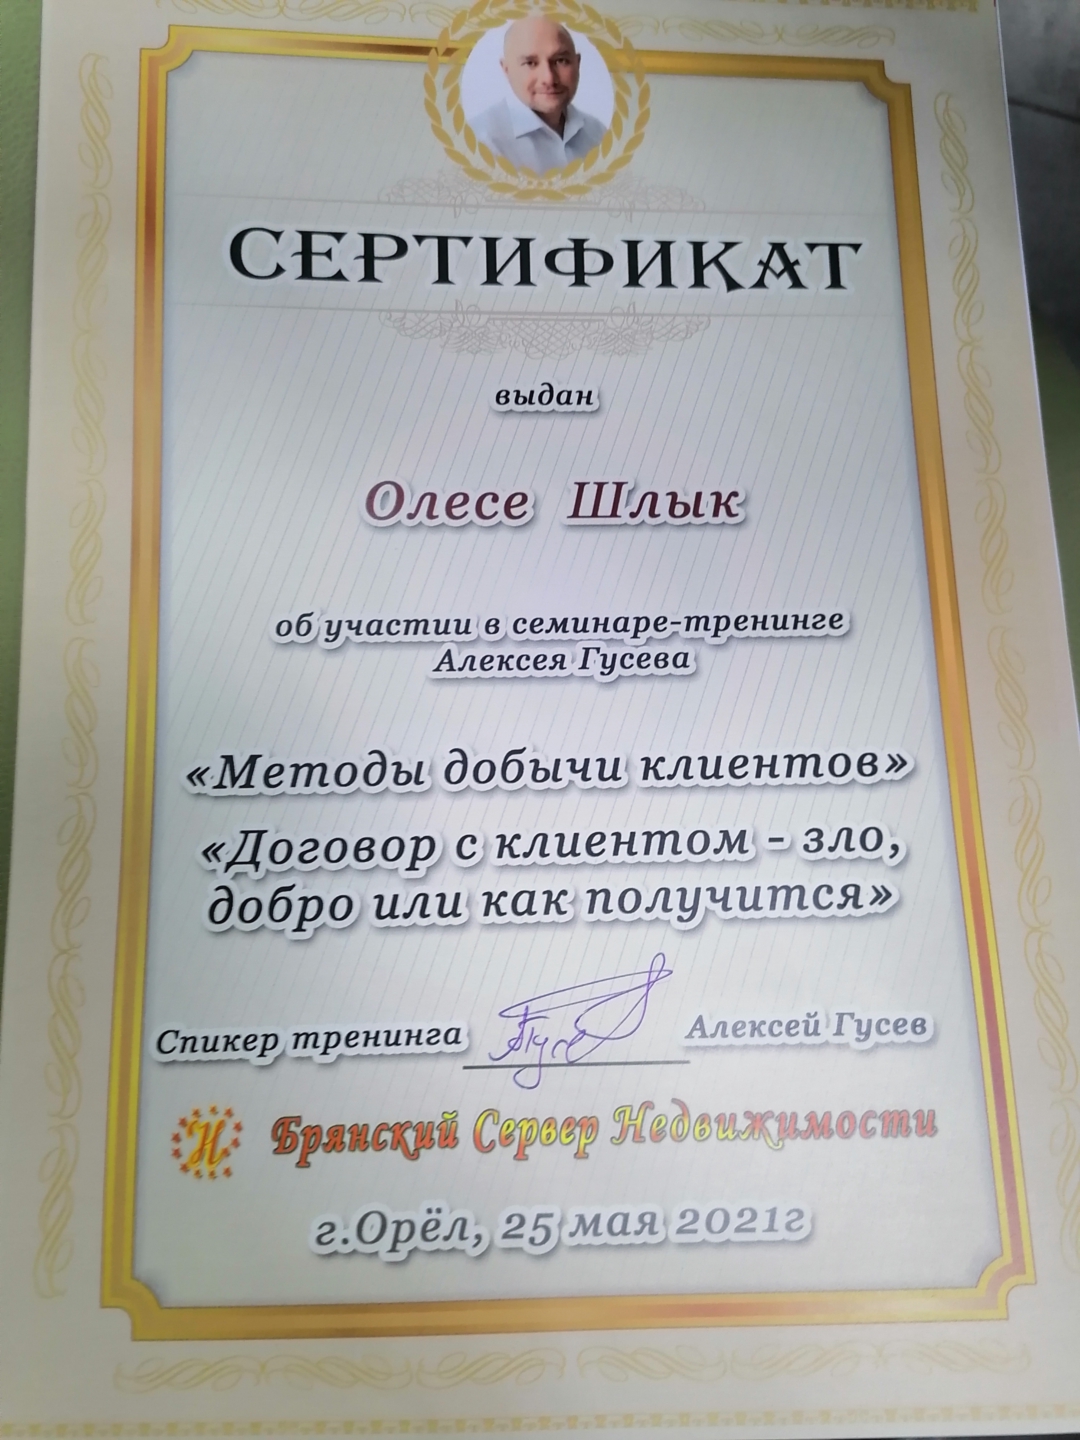 СЕРТИФИКАТ
выдан
Олесе Шлык
об участии в семинаре-тренинге
Алексея Гусева
«Методы добычи клиентов»
«Договор с клиентом - зло,
добро или как получится»
Спикер тренинга Алексей Гусев
Н Брянский Сервер Недвижимости
г.Орёл, 25 мая 2021г